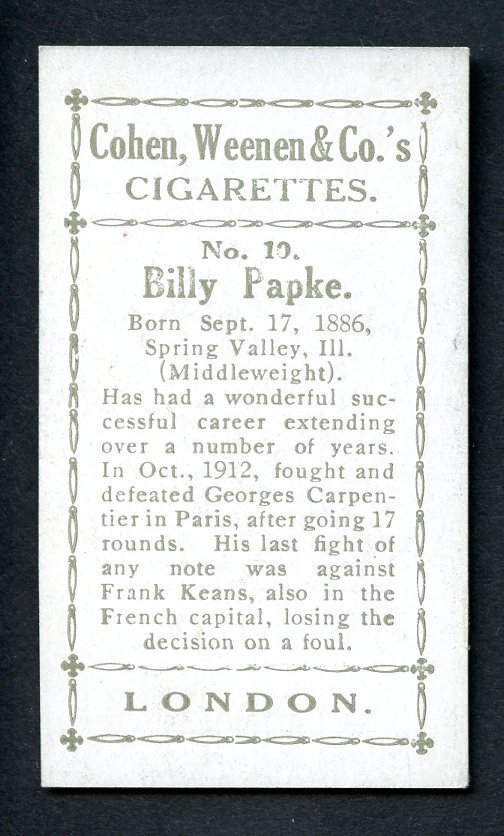 Cohen, Weenen & Co.'s
CIGARETTES.
No. 10.
Billy Papke.
Born Sept. 17, 1886,
Spring Valley, Ill.
(Middleweight).
Has had a wonderful suc-
cessful career extending
over a number of years.
In Oct., 1912, fought and
defeated Georges Carpen-
tier in Paris, after going 17
rounds. His last fight of
any note was against
Frank Keans, also in the
French capital, losing the
decision on a foul.
LONDON.